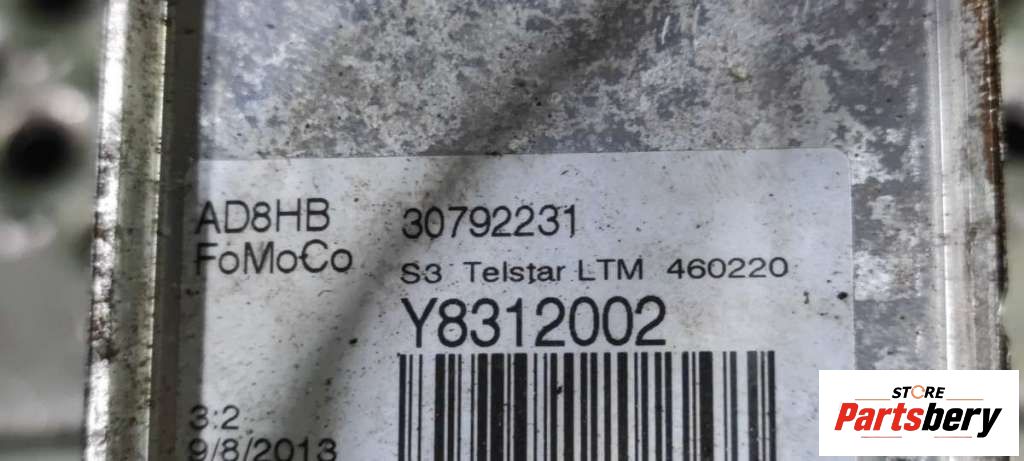 AD8HB 30792231
FoMoCo S3 Telstar LTM 460220
Y8312002
3:2
9/8/2013
STORE
Partsbery